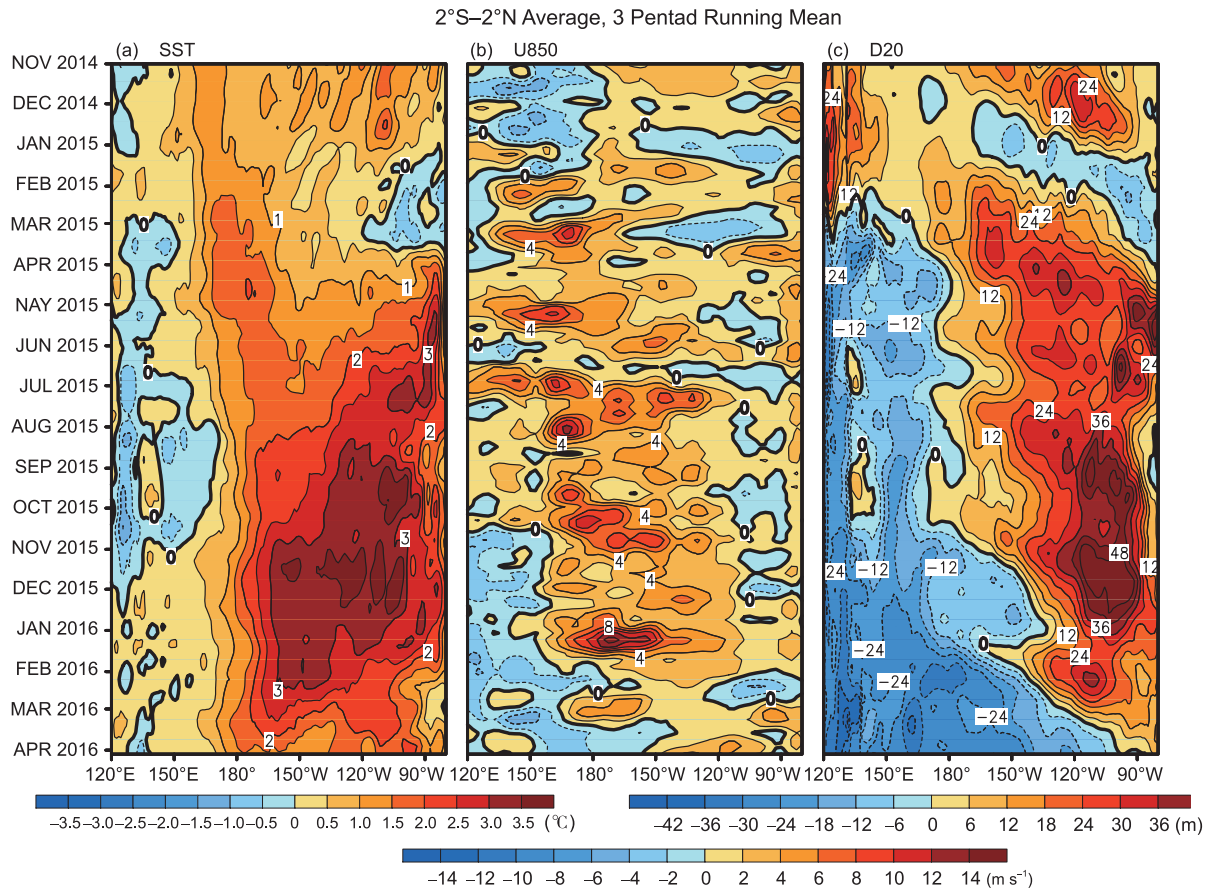 2°S–2°N Average, 3 Pentad Running Mean
(a) SST
(b) U850
(c) D20
NOV 2014
DEC 2014
JAN 2015
FEB 2015
MAR 2015
APR 2015
NAY 2015
JUN 2015
JUL 2015
AUG 2015
SEP 2015
OCT 2015
NOV 2015
DEC 2015
JAN 2016
FEB 2016
MAR 2016
APR 2016
0
0
1
1
2
3
0
2
0
0
3
2
3
2
0
0
0
4
0
4
0
0
0
4
0
4
4
4
0
4
0
4
4
0
8
4
0
0
24
24
12
0
12
0
0
12
24
24
12
-12
-12
24
24
36
0
12
0
48
24
-12
-12
12
36
0
12
24
-24
-24
-24
120°E 150°E 180° 150°W 120°W 90°W
120°E 150°E 180° 150°W 120°W 90°W
120°E 150°E 180° 150°W 120°W 90°W
−3.5 −3.0 −2.5 −2.0 −1.5 −1.0 −0.5 0 0.5 1.0 1.5 2.0 2.5 3.0 3.5 (℃)
−42 −36 −30 −24 −18 −12 −6 0 6 12 18 24 30 36 (m)
−14 −12 −10 −8 −6 −4 −2 0 2 4 6 8 10 12 14 (m s⁻¹)